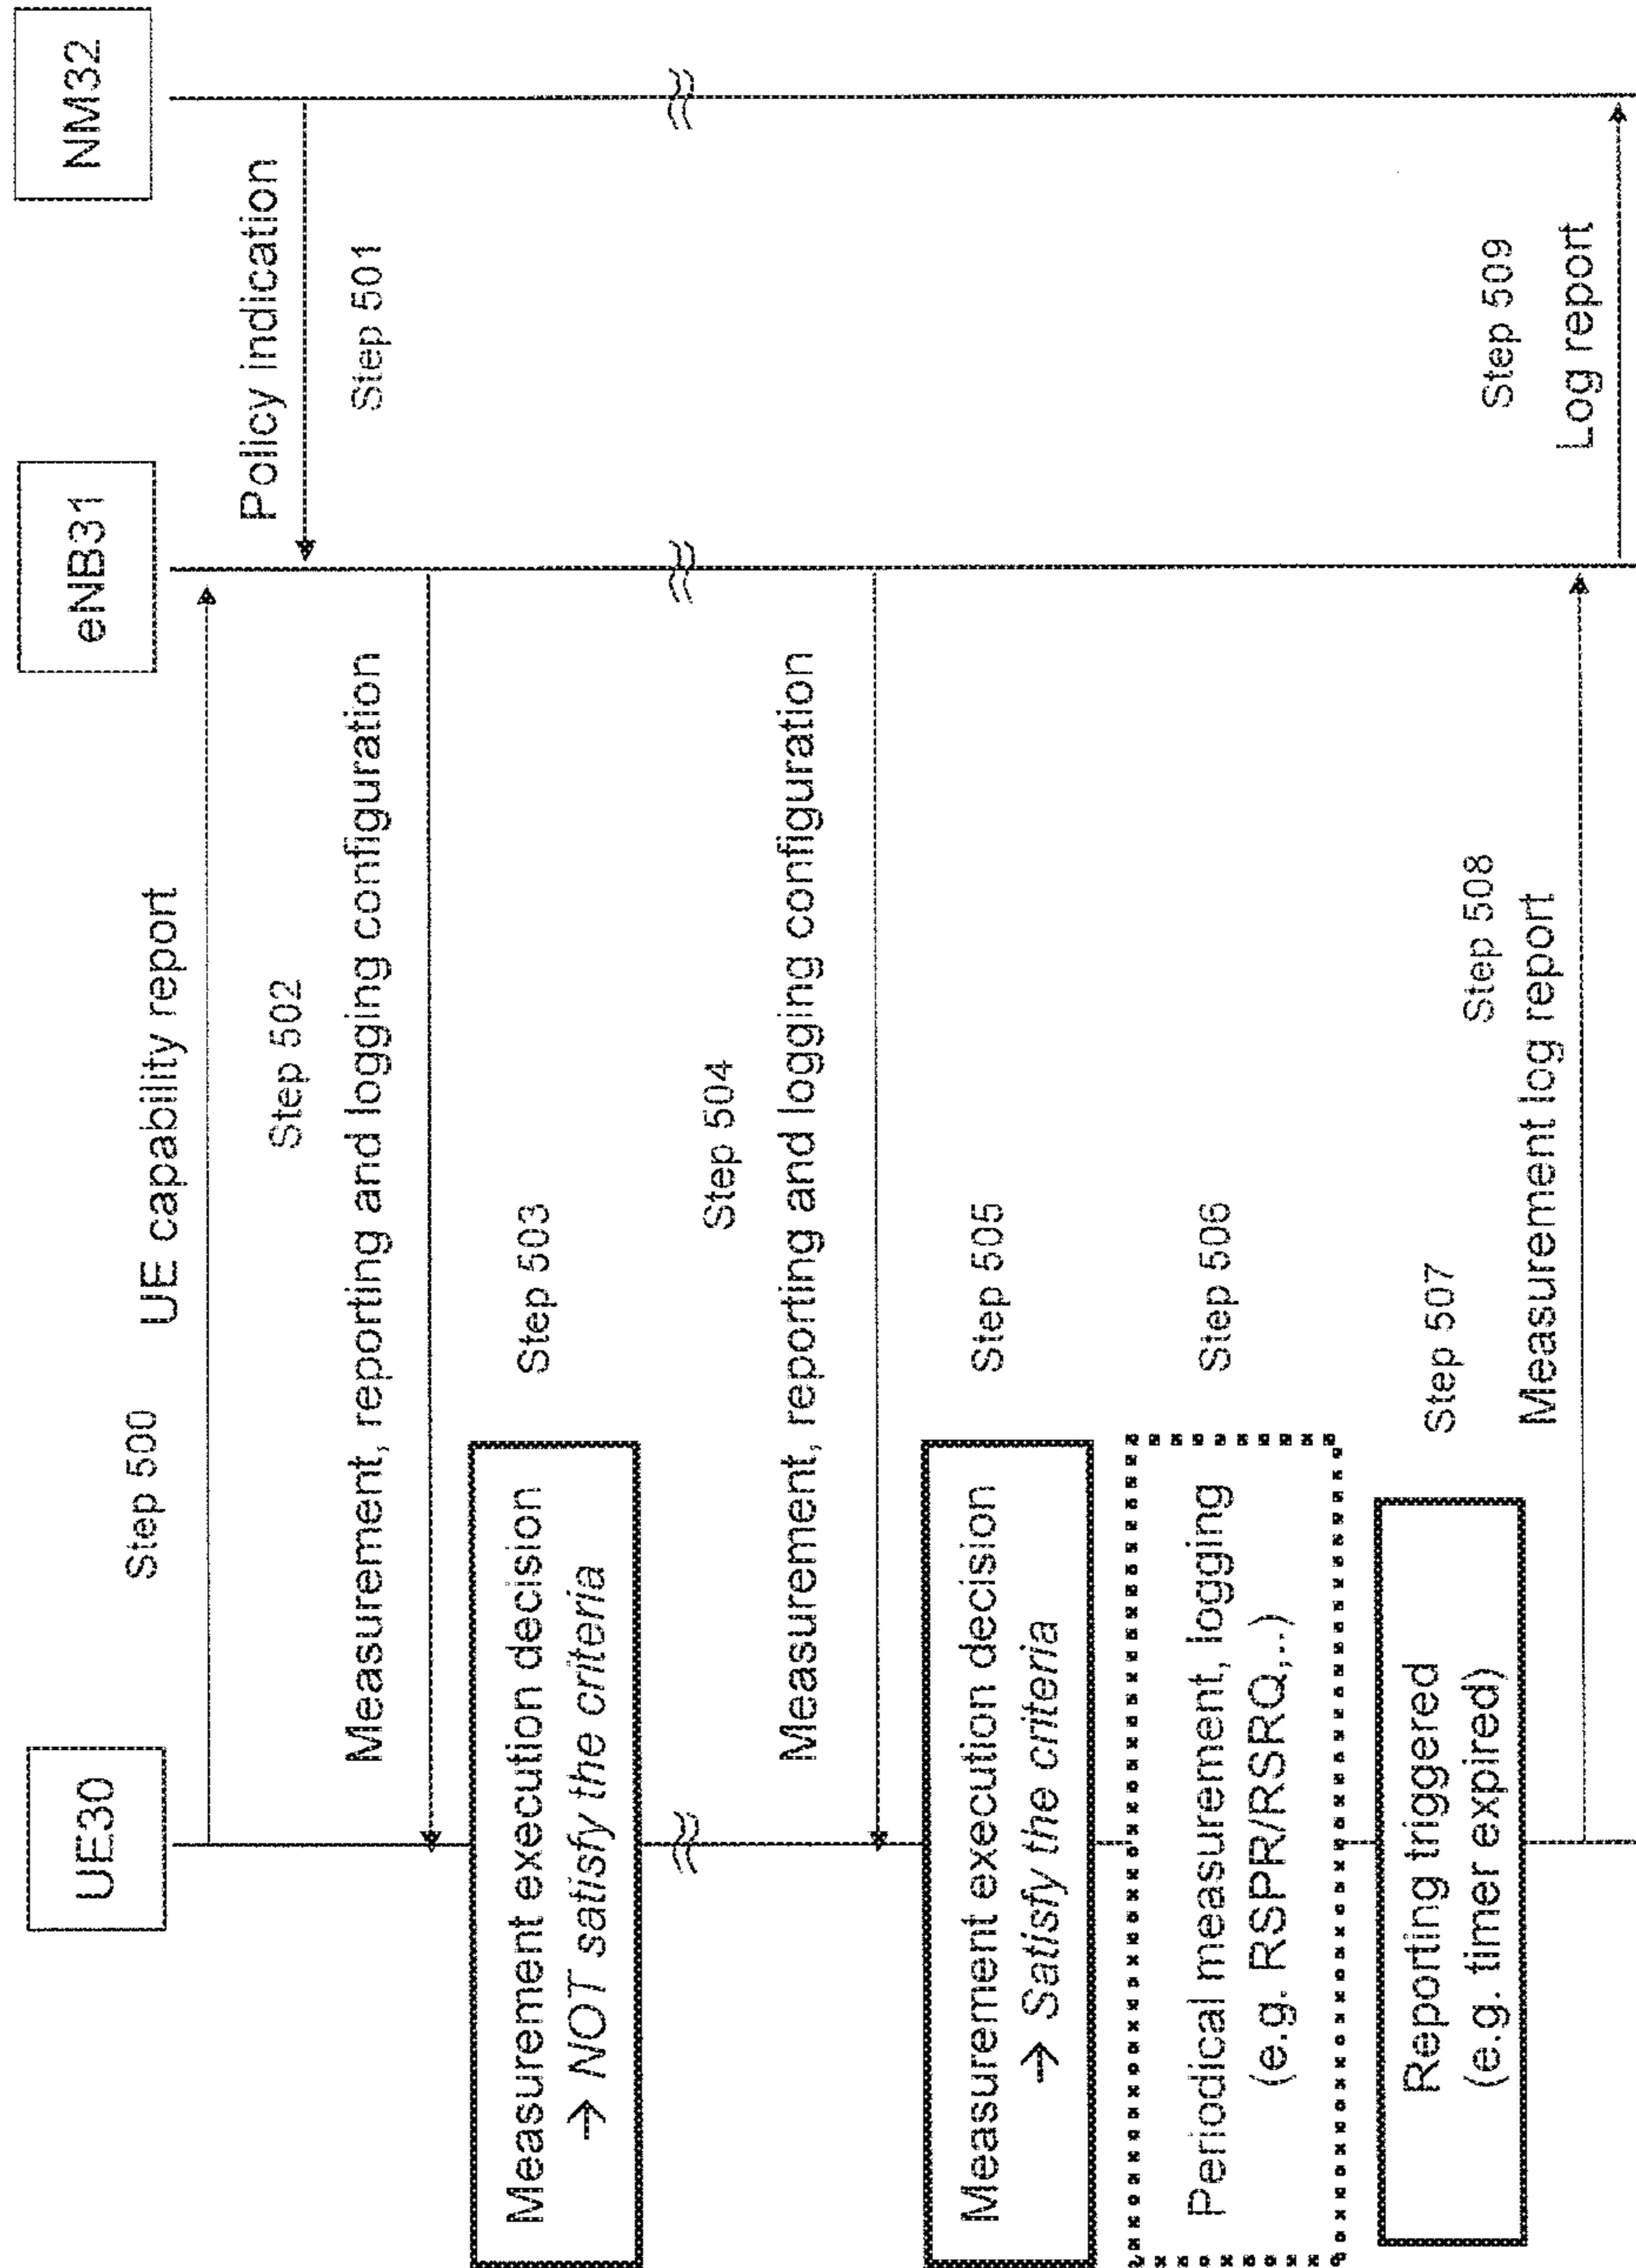 UE30
eNB31
NM32
Step 500
UE capability report
Policy indication
Step 501
Step 502
Measurement, reporting and logging configuration
Measurement execution decision
→ NOT satisfy the criteria
Step 503
Step 504
Measurement, reporting and logging configuration
Measurement execution decision
→ Satisfy the criteria
Step 505
Periodical measurement, logging
(e.g. RSPR/RSRQ,..)
Step 506
Reporting triggered
(e.g. timer expired)
Step 507
Step 508
Measurement log report
Step 509
Log report